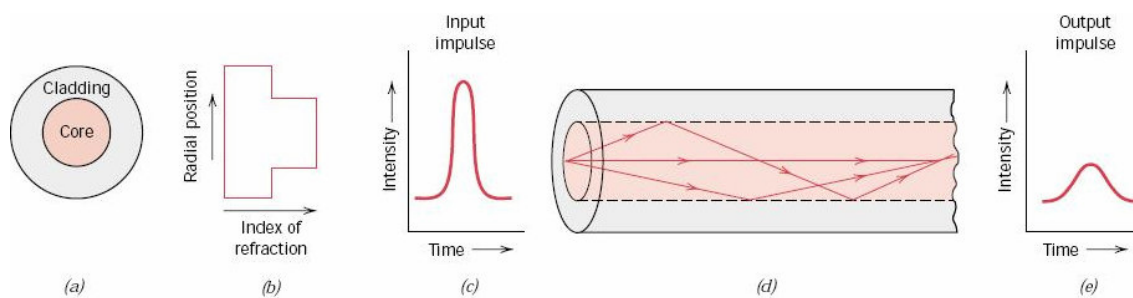 Cladding
Core
(a)
Radial position
Index of
refraction
(b)
Input
impulse
Intensity
Time
(c)
(d)
Output
impulse
Intensity
Time
(e)